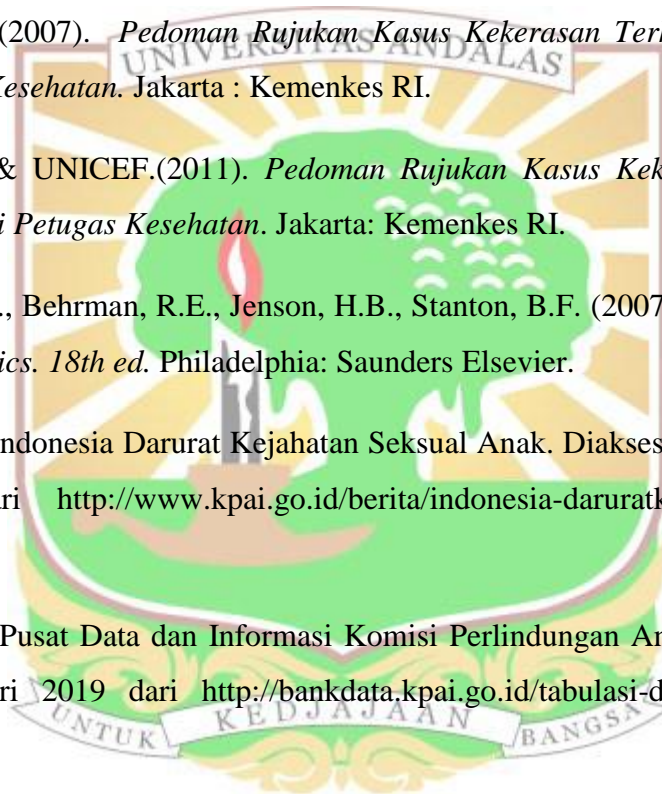 (2007). Pedoman Rujukan Kasus Kekerasan Ter
UNIVERSITAS ANDALAS
Kesehatan. Jakarta : Kemenkes RI.
& UNICEF.(2011). Pedoman Rujukan Kasus Kek
i Petugas Kesehatan. Jakarta: Kemenkes RI.
., Behrman, R.E., Jenson, H.B., Stanton, B.F. (2007
ics. 18th ed. Philadelphia: Saunders Elsevier.
ndonesia Darurat Kejahatan Seksual Anak. Diakses
ari http://www.kpai.go.id/berita/indonesia-daruratk
Pusat Data dan Informasi Komisi Perlindungan An
ri 2019 dari http://bankdata.kpai.go.id/tabulasi-d
UNTUK KEDJAJAAN BANGSA